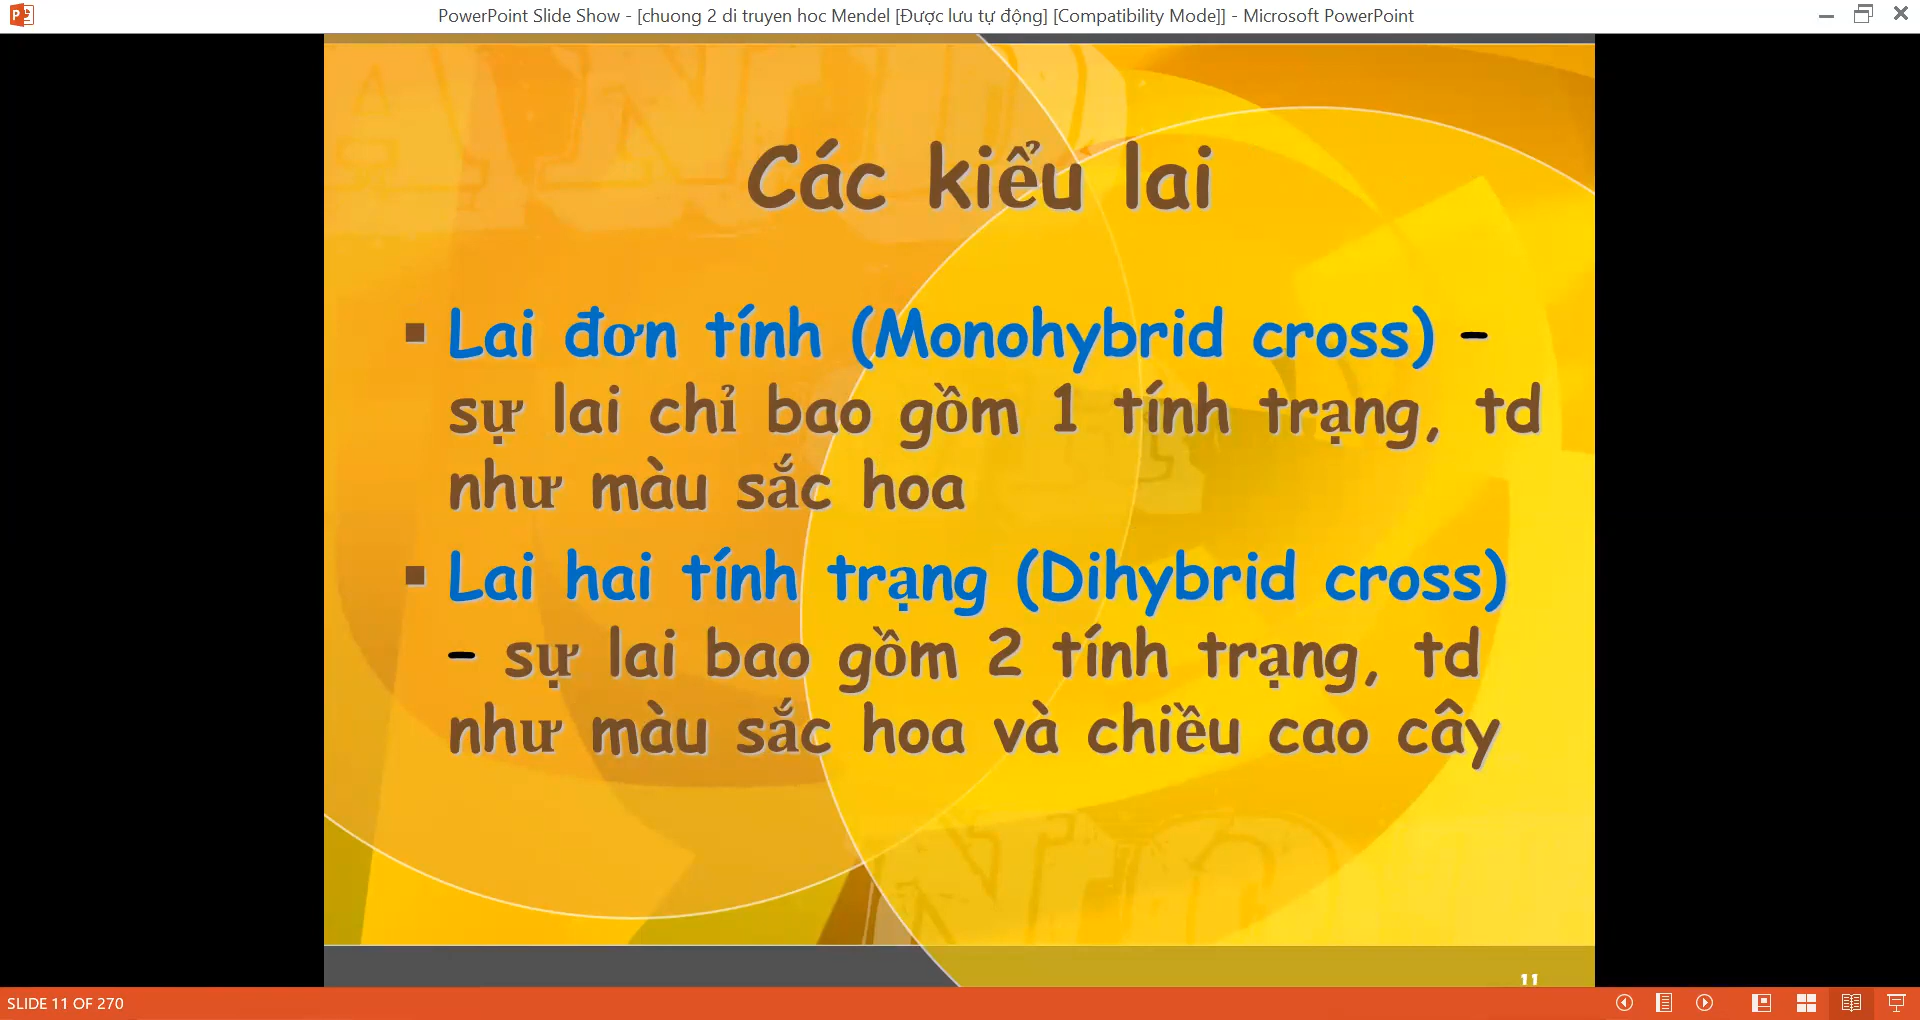 PowerPoint Slide Show - [chuong 2 di truyen hoc Mendel [Được lưu tự động] [Compatibility Mode]] - Microsoft PowerPoint
Các kiểu lai
▪ Lai đơn tính (Monohybrid cross) –
sự lai chỉ bao gồm 1 tính trạng, td
như màu sắc hoa
▪ Lai hai tính trạng (Dihybrid cross)
– sự lai bao gồm 2 tính trạng, td
như màu sắc hoa và chiều cao cây
11
SLIDE 11 OF 270